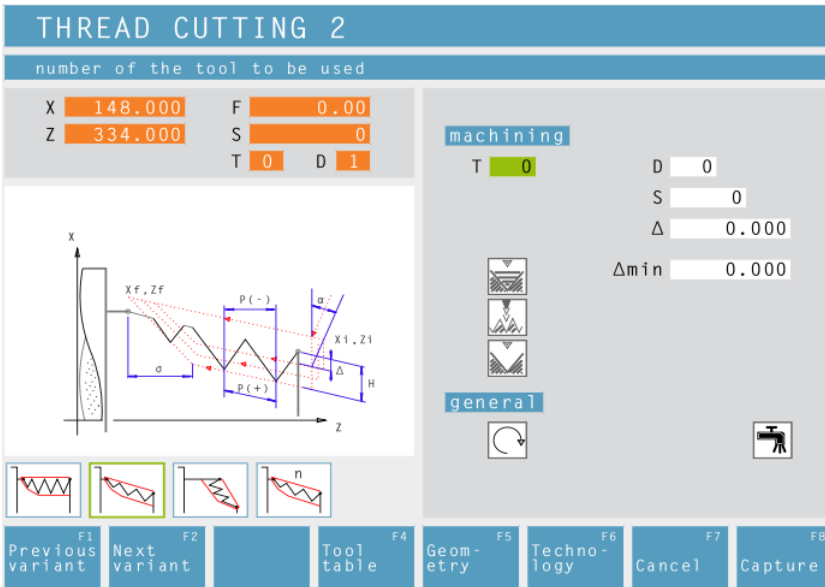 THREAD CUTTING 2
number of the tool to be used
X 148.000 F 0.00
Z 334.000 S 0
T 0 D 1
machining
T 0 D 0
S 0
Δ 0.000
Δmin 0.000
general
X
Xf,Zf
P(-)
α
Xi,Zi
σ
Δ
H
P(+)
Z
n
F1 F2 F4 F5 F6 F7 F8
Previous Next Tool Geom- Techno-
variant variant table etry logy Cancel Capture